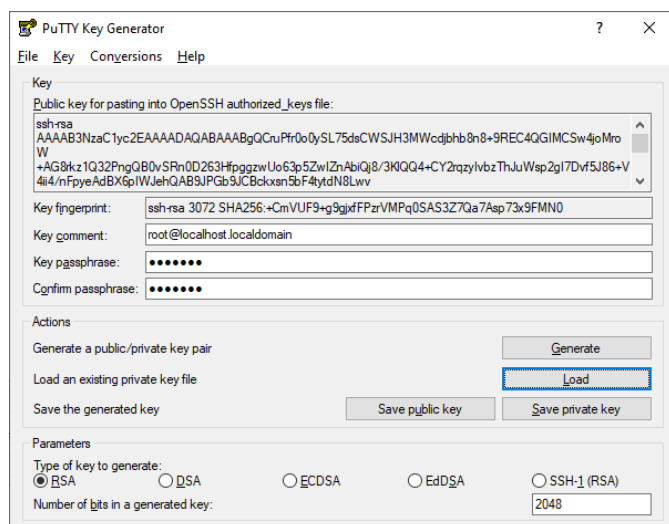 PuTTY Key Generator
File Key Conversions Help
Key
Public key for pasting into OpenSSH authorized_keys file:
ssh-rsa
AAAAB3NzaC1yc2EAAAADAQABAAABgQCruPfr0o0ySL75dsCWSJH3MWcdjbhb8n8+9REC4QGIMCSw4joMro
W
+AG8rkz1Q32PngQB0vSRn0D263HfpggzwUo63p5ZwIZnAbiQj8/3KlQQ4+CY2rqzyIvbzThJuWsp2gI7Dvf5J86+V
4ii4/nFpyeAdBX6pIWJehQAB9JPGb9JCBckxsn5bF4tytdN8Lwv
Key fingerprint: ssh-rsa 3072 SHA256:+CmVUF9+g9gjxfFPzrVMPq0SAS3Z7Qa7Asp73x9FMN0
Key comment: root@localhost.localdomain
Key passphrase: •••••••
Confirm passphrase: •••••••
Actions
Generate a public/private key pair Generate
Load an existing private key file Load
Save the generated key Save public key Save private key
Parameters
Type of key to generate:
RSA DSA ECDSA EdDSA SSH-1 (RSA)
Number of bits in a generated key: 2048